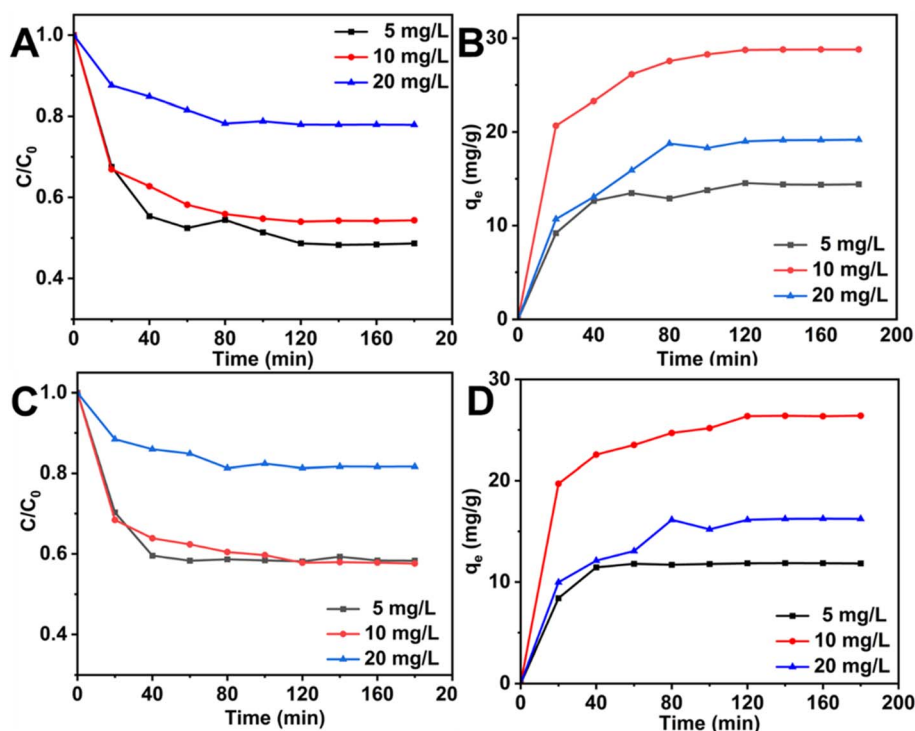 A
C/C0
1.0
0.8
0.6
0.4
5 mg/L
10 mg/L
20 mg/L
0 40 80 120 160 20
Time (min)
B
qe (mg/g)
30
20
10
0
5 mg/L
10 mg/L
20 mg/L
0 40 80 120 160 200
Time (min)
C
C/C0
1.0
0.8
0.6
0.4
5 mg/L
10 mg/L
20 mg/L
0 40 80 120 160 20
Time (min)
D
qe (mg/g)
30
20
10
0
5 mg/L
10 mg/L
20 mg/L
0 40 80 120 160 200
Time (min)